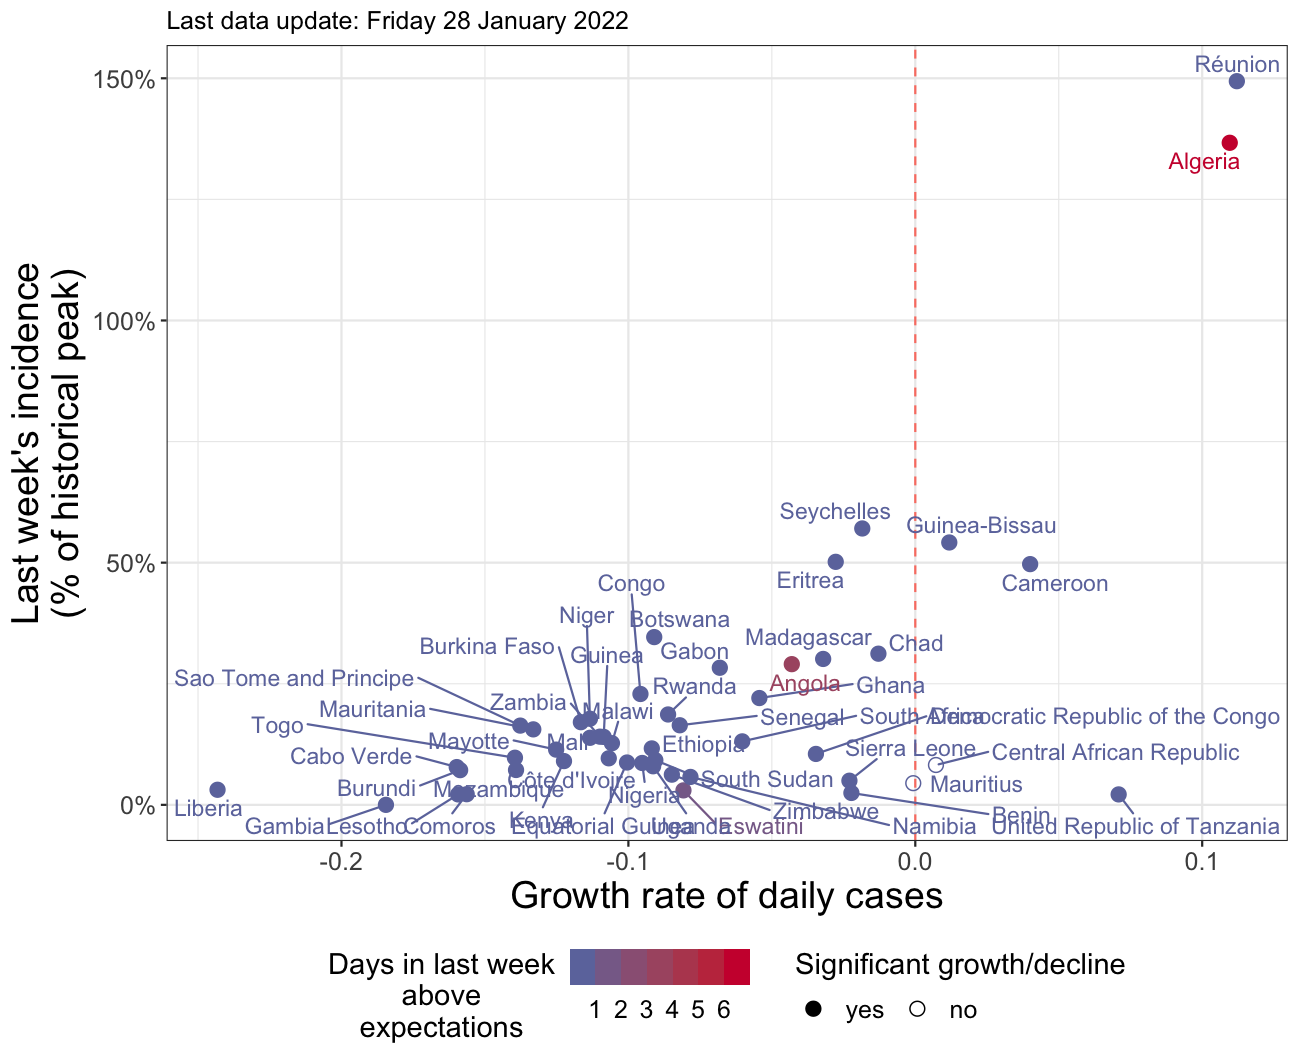 Last data update: Friday 28 January 2022
Last week's incidence
(% of historical peak)
150%
100%
50%
0%
Réunion
Algeria
Seychelles
Guinea-Bissau
Eritrea
Cameroon
Congo
Niger
Botswana
Burkina Faso
Guinea
Gabon
Madagascar
Chad
Sao Tome and Principe
Rwanda
Angola
Ghana
Mauritania
Zambia
Malawi
Senegal
South Africa
Democratic Republic of the Congo
Togo
Mayotte
Mali
Ethiopia
Sierra Leone
Central African Republic
Cabo Verde
Burundi
Mozambique
Côte d'Ivoire
Nigeria
South Sudan
Mauritius
Liberia
Gambia
Lesotho
Comoros
Kenya
Equatorial Guinea
Uganda
Eswatini
Zimbabwe
Namibia
Benin
United Republic of Tanzania
-0.2
-0.1
0.0
0.1
Growth rate of daily cases
Days in last week
above
expectations
1 2 3 4 5 6
Significant growth/decline
yes
no